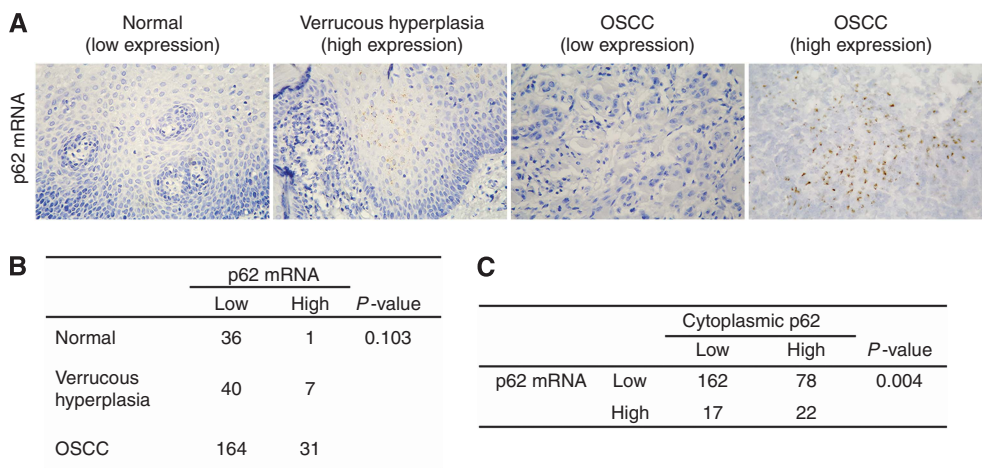 A
Normal
(low expression)
Verrucous hyperplasia
(high expression)
OSCC
(low expression)
OSCC
(high expression)
p62 mRNA
B
p62 mRNA
Low High P-value
Normal 36 1 0.103
Verrucous
hyperplasia 40 7
OSCC 164 31
C
Cytoplasmic p62
Low High P-value
p62 mRNA Low 162 78 0.004
High 17 22